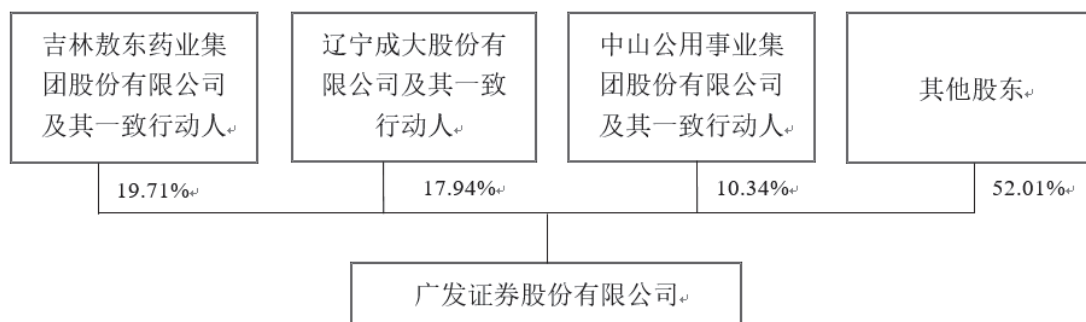 吉林敖东药业集
团股份有限公司
及其一致行动人
辽宁成大股份有
限公司及其一致
行动人
中山公用事业集
团股份有限公司
及其一致行动人
其他股东
19.71%
17.94%
10.34%
52.01%
广发证券股份有限公司